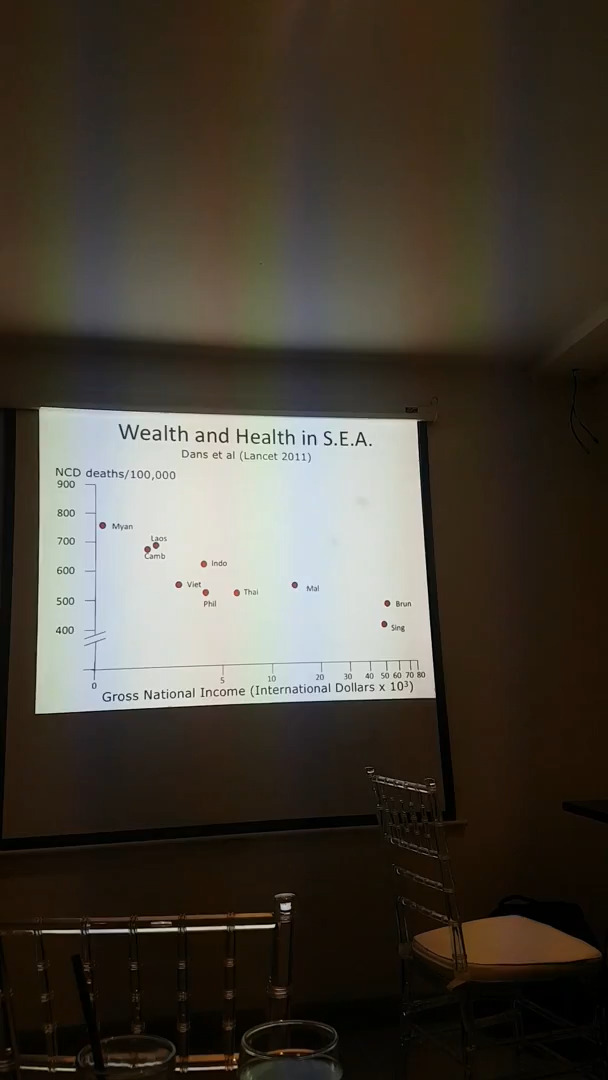 Wealth and Health in S.E.A.
Dans et al (Lancet 2011)
NCD deaths/100,000
900
800
700
600
500
400
Myan
Laos
Camb
Indo
Viet
Phil
Thai
Mal
Brun
Sing
0 5 10 20 30 40 50 60 70 80
Gross National Income (International Dollars x 10³)